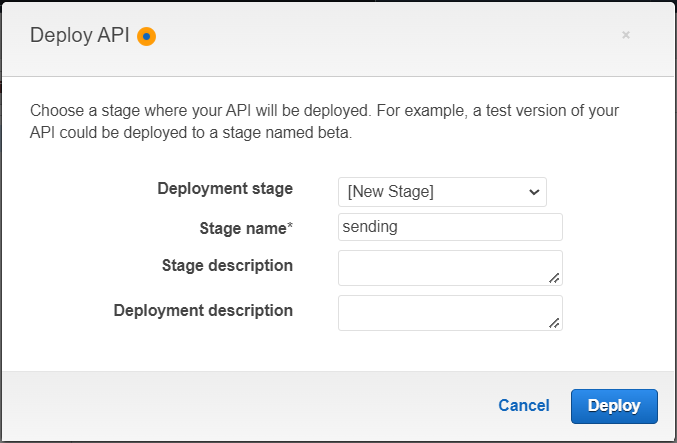 Deploy API
×
Choose a stage where your API will be deployed. For example, a test version of your
API could be deployed to a stage named beta.
Deployment stage [New Stage]
Stage name* sending
Stage description
Deployment description
Cancel Deploy